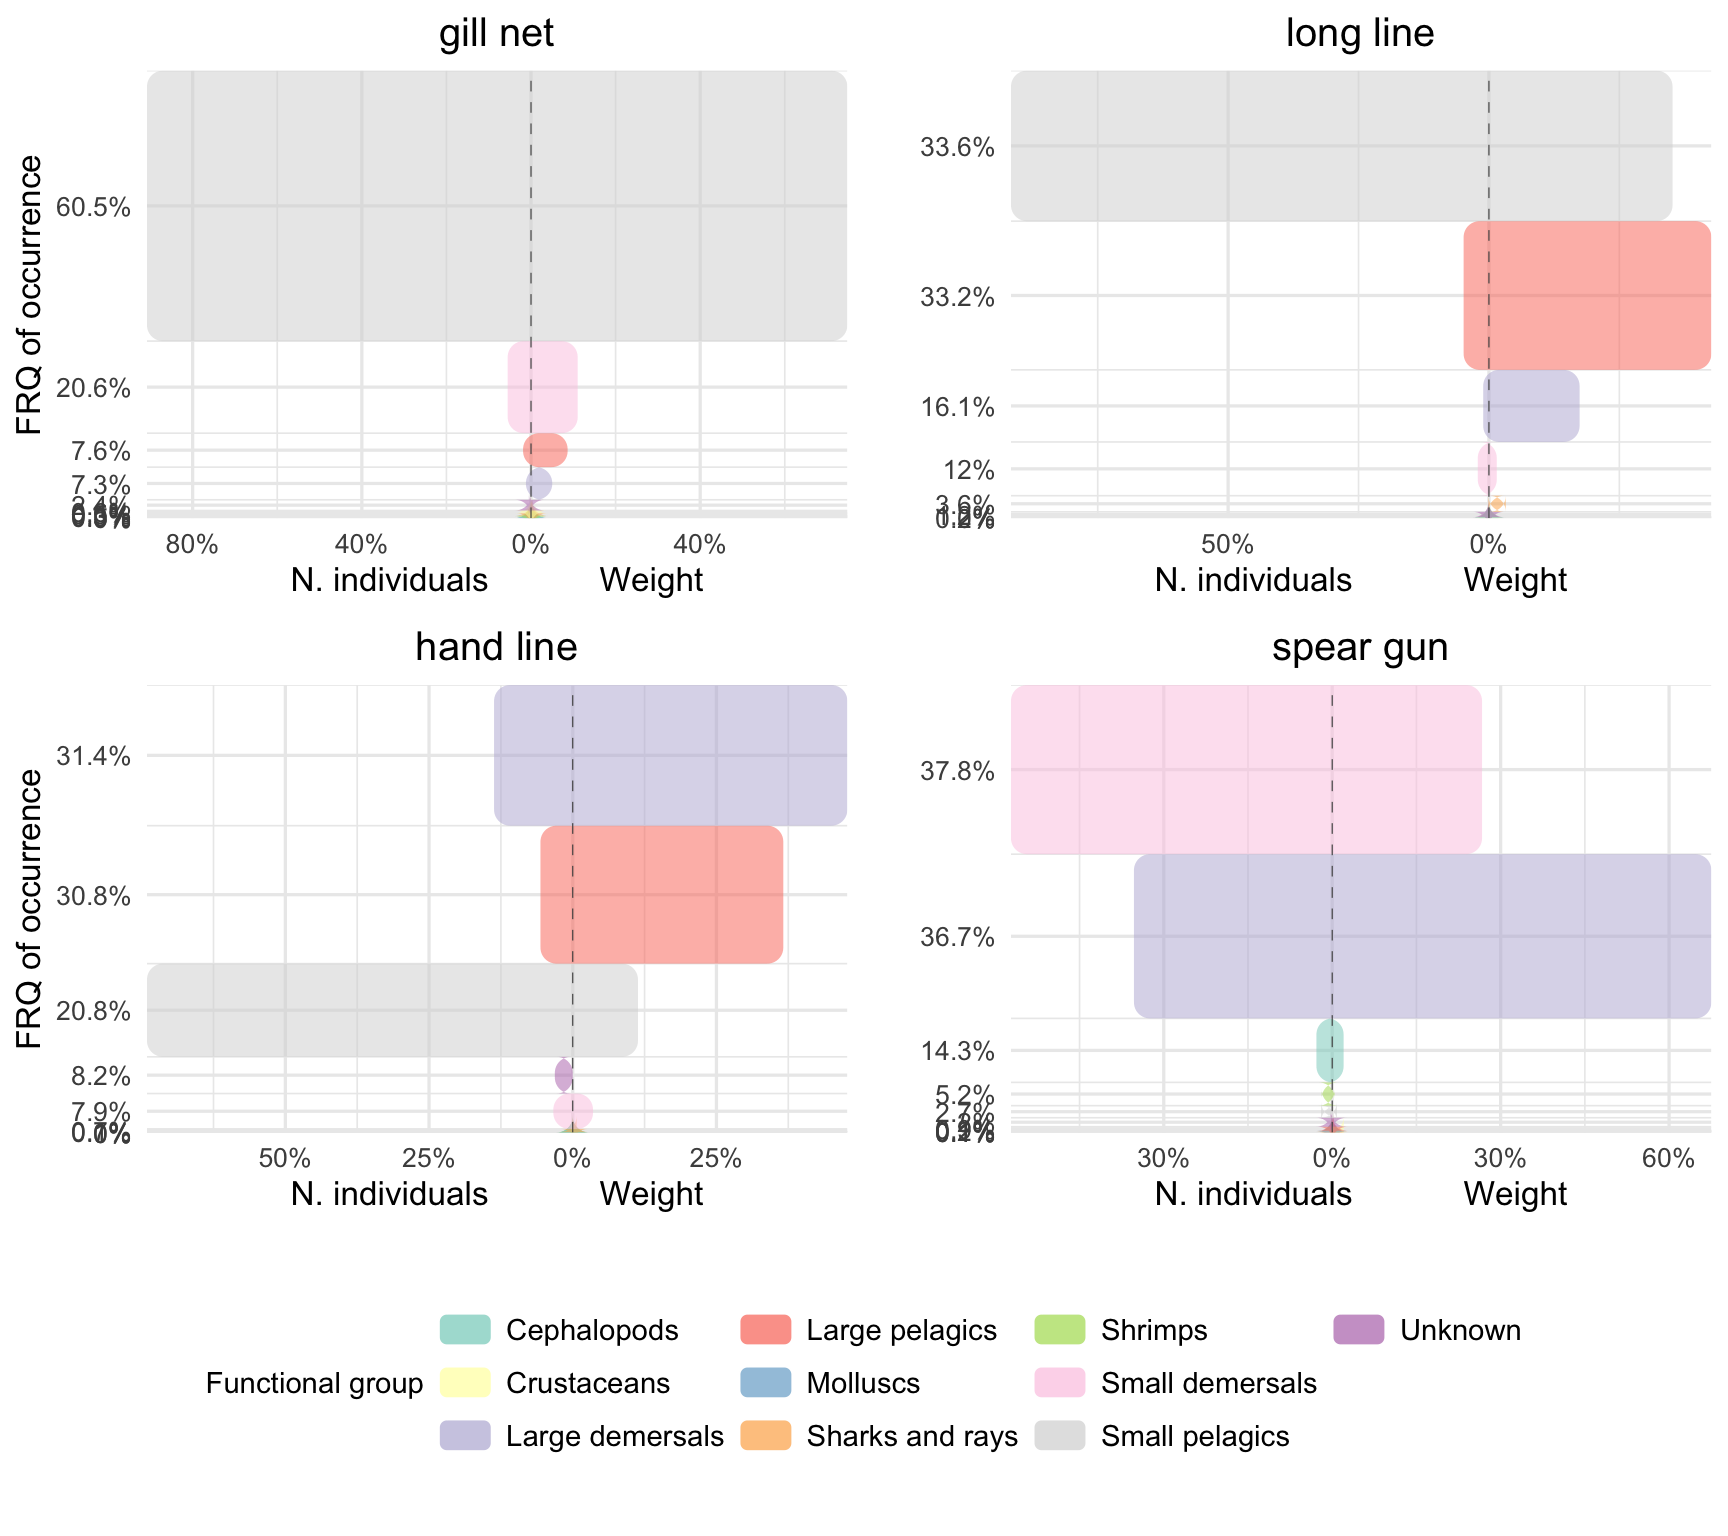 gill net
long line
FRQ of occurrence
60.5%
20.6%
7.6%
7.3%
80%
40%
0%
40%
N. individuals
Weight
33.6%
33.2%
16.1%
12%
3.6%
50%
0%
N. individuals
Weight
hand line
spear gun
FRQ of occurrence
31.4%
30.8%
20.8%
8.2%
7.9%
50%
25%
0%
25%
N. individuals
Weight
37.8%
36.7%
14.3%
5.2%
2.7%
30%
0%
30%
60%
N. individuals
Weight
Functional group
Cephalopods
Crustaceans
Large demersals
Large pelagics
Molluscs
Sharks and rays
Shrimps
Small demersals
Small pelagics
Unknown